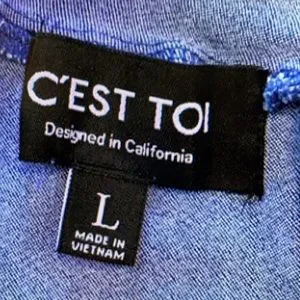 C'EST TOI
Designed in California
L
MADE IN
VIETNAM